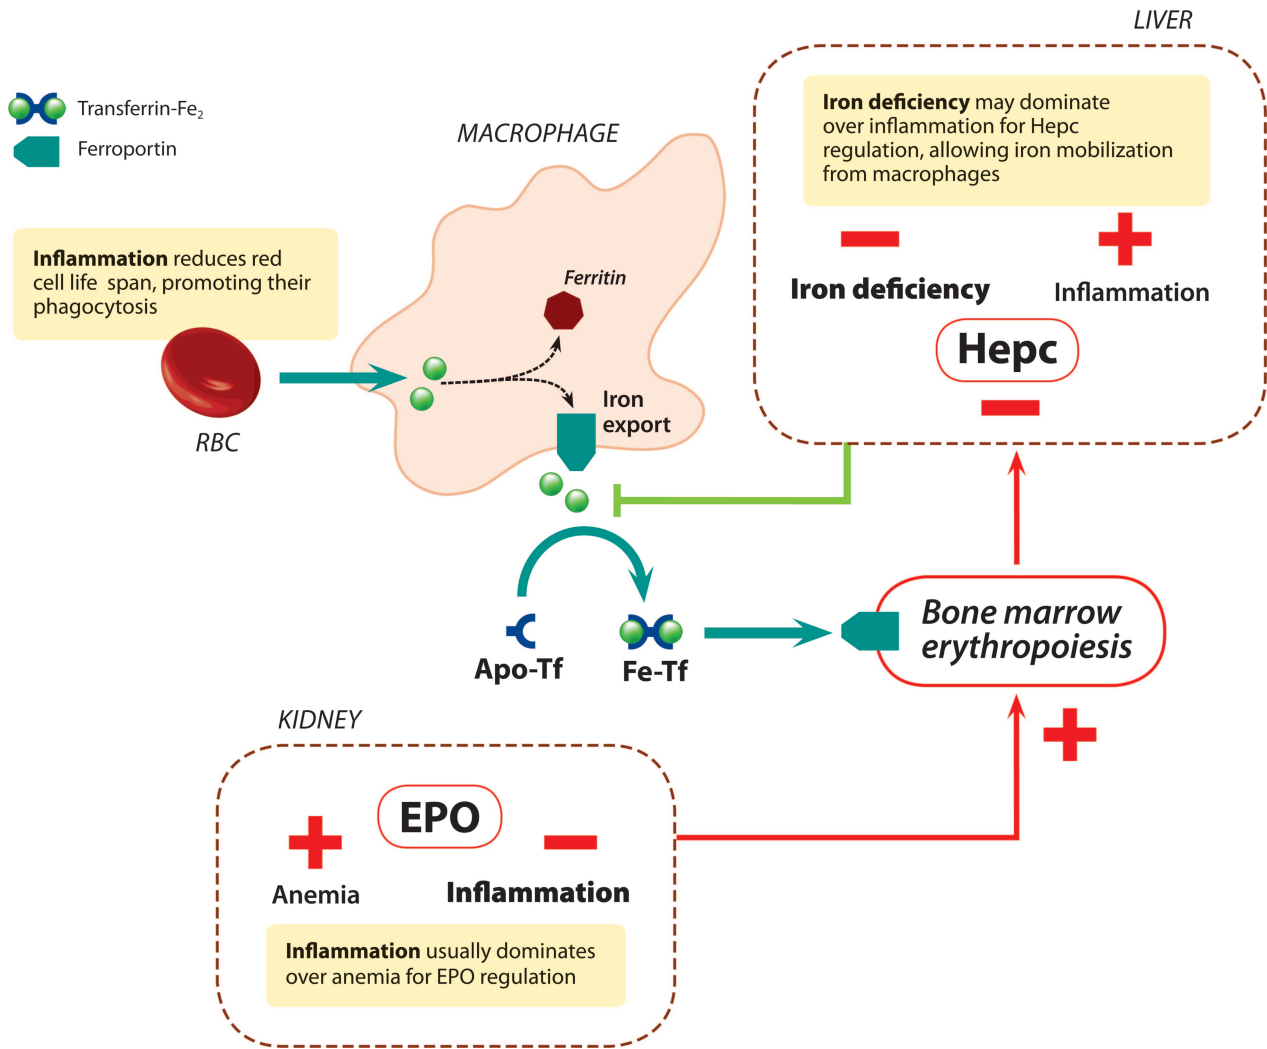 LIVER
Transferrin-Fe2
Ferroportin
MACROPHAGE
Iron deficiency may dominate
over inflammation for Hepc
regulation, allowing iron mobilization
from macrophages
Inflammation reduces red
cell life span, promoting their
phagocytosis
Iron deficiency
Inflammation
Hepc
Ferritin
Iron
export
RBC
Apo-Tf
Fe-Tf
Bone marrow
erythropoiesis
KIDNEY
EPO
Anemia
Inflammation
Inflammation usually dominates
over anemia for EPO regulation